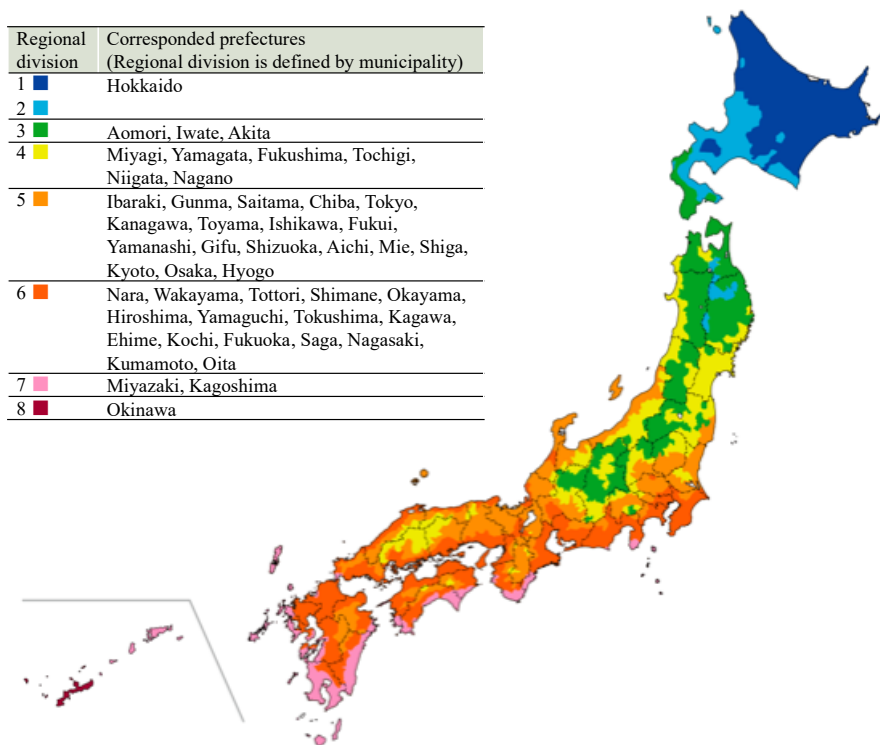 Regional division Corresponded prefectures
(Regional division is defined by municipality)
1 Hokkaido
2
3 Aomori, Iwate, Akita
4 Miyagi, Yamagata, Fukushima, Tochigi,
Niigata, Nagano
5 Ibaraki, Gunma, Saitama, Chiba, Tokyo,
Kanagawa, Toyama, Ishikawa, Fukui,
Yamanashi, Gifu, Shizuoka, Aichi, Mie, Shiga,
Kyoto, Osaka, Hyogo
6 Nara, Wakayama, Tottori, Shimane, Okayama,
Hiroshima, Yamaguchi, Tokushima, Kagawa,
Ehime, Kochi, Fukuoka, Saga, Nagasaki,
Kumamoto, Oita
7 Miyazaki, Kagoshima
8 Okinawa